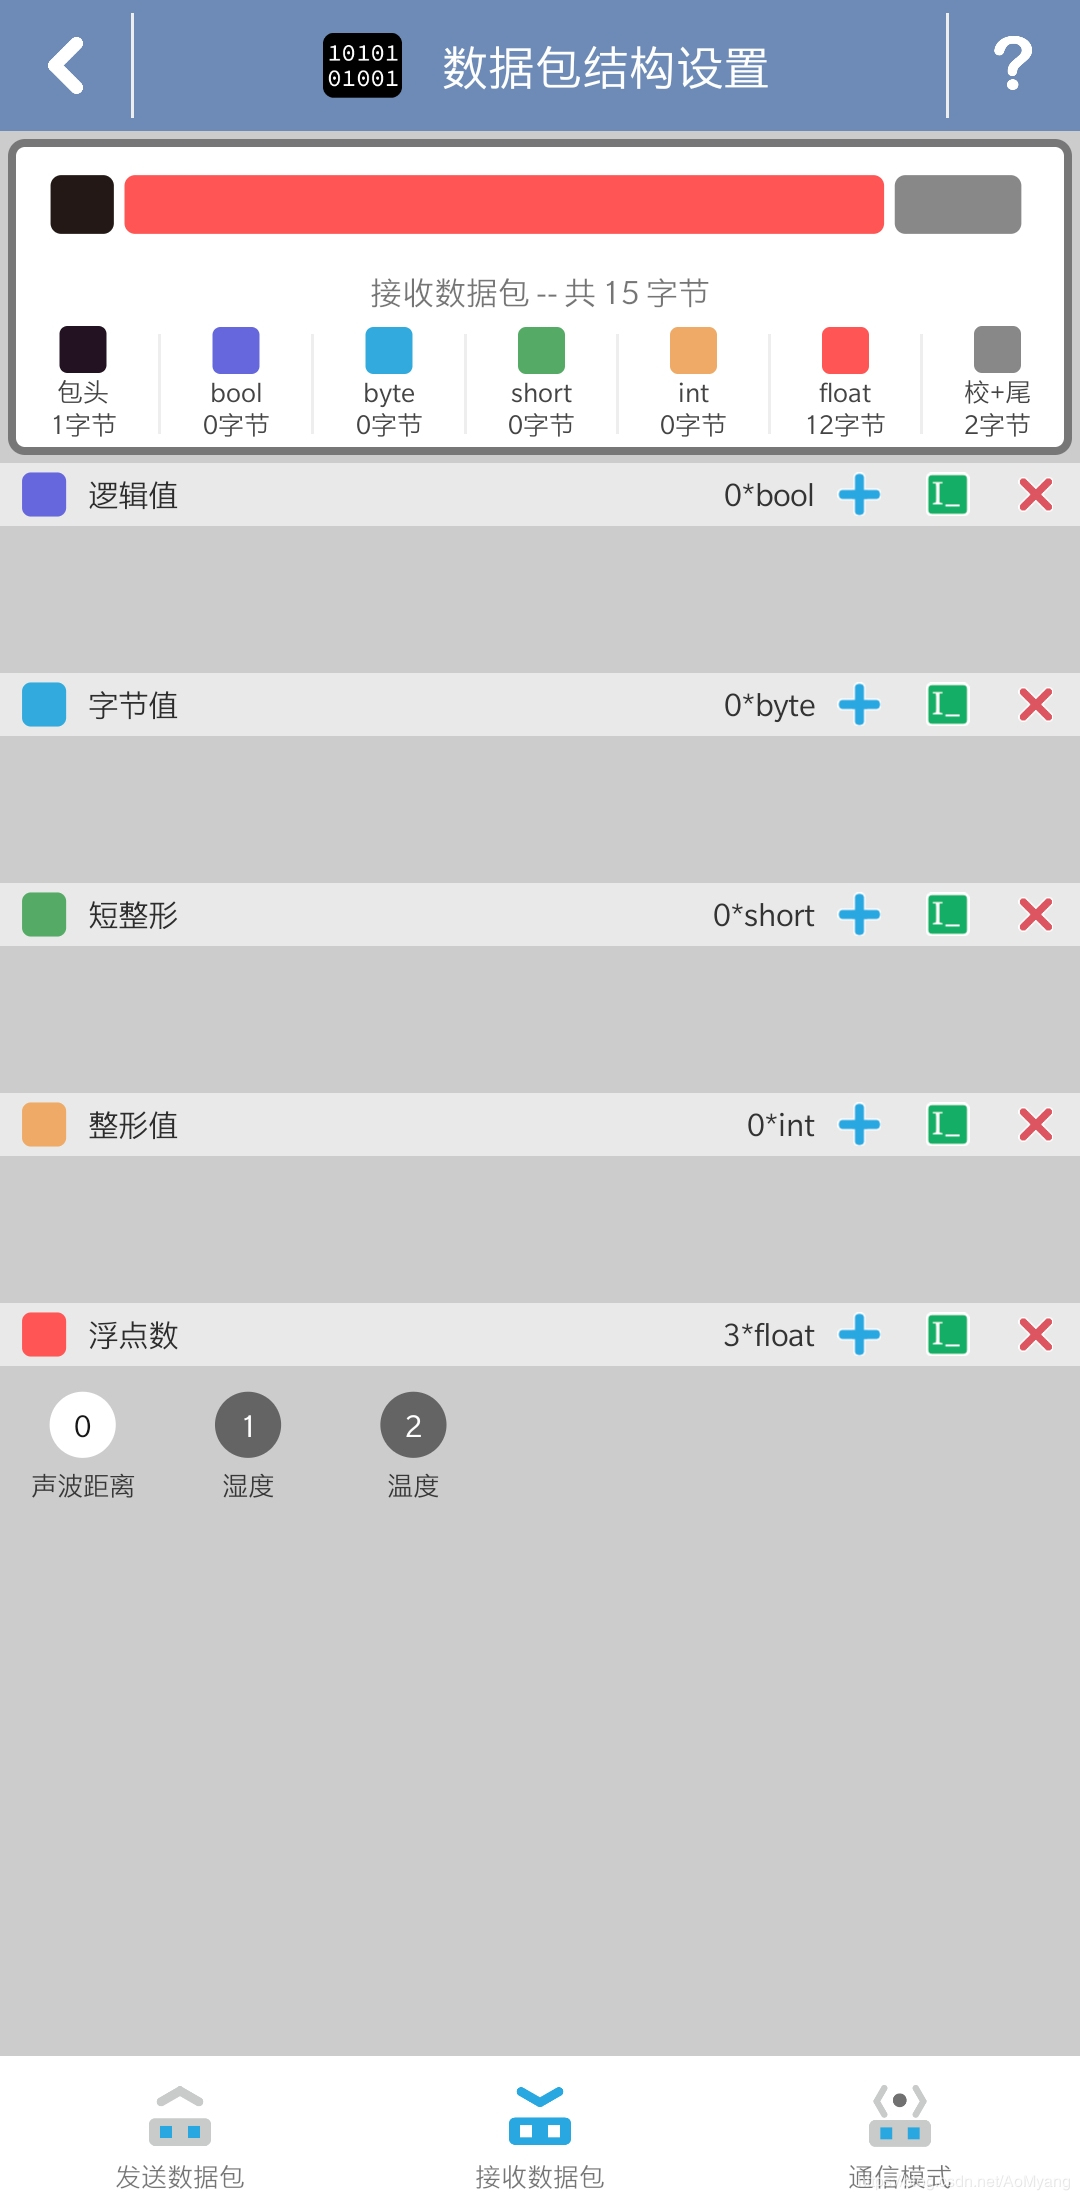 10101
01001
数据包结构设置
?
接收数据包 -- 共 15 字节
包头 bool byte short int float 校+尾
1字节 0字节 0字节 0字节 0字节 12字节 2字节
逻辑值 0*bool I_
字节值 0*byte I_
短整形 0*short I_
整形值 0*int I_
浮点数 3*float I_
0 1 2
声波距离 湿度 温度
发送数据包 接收数据包 通信模式
csdn.net/AoMyang